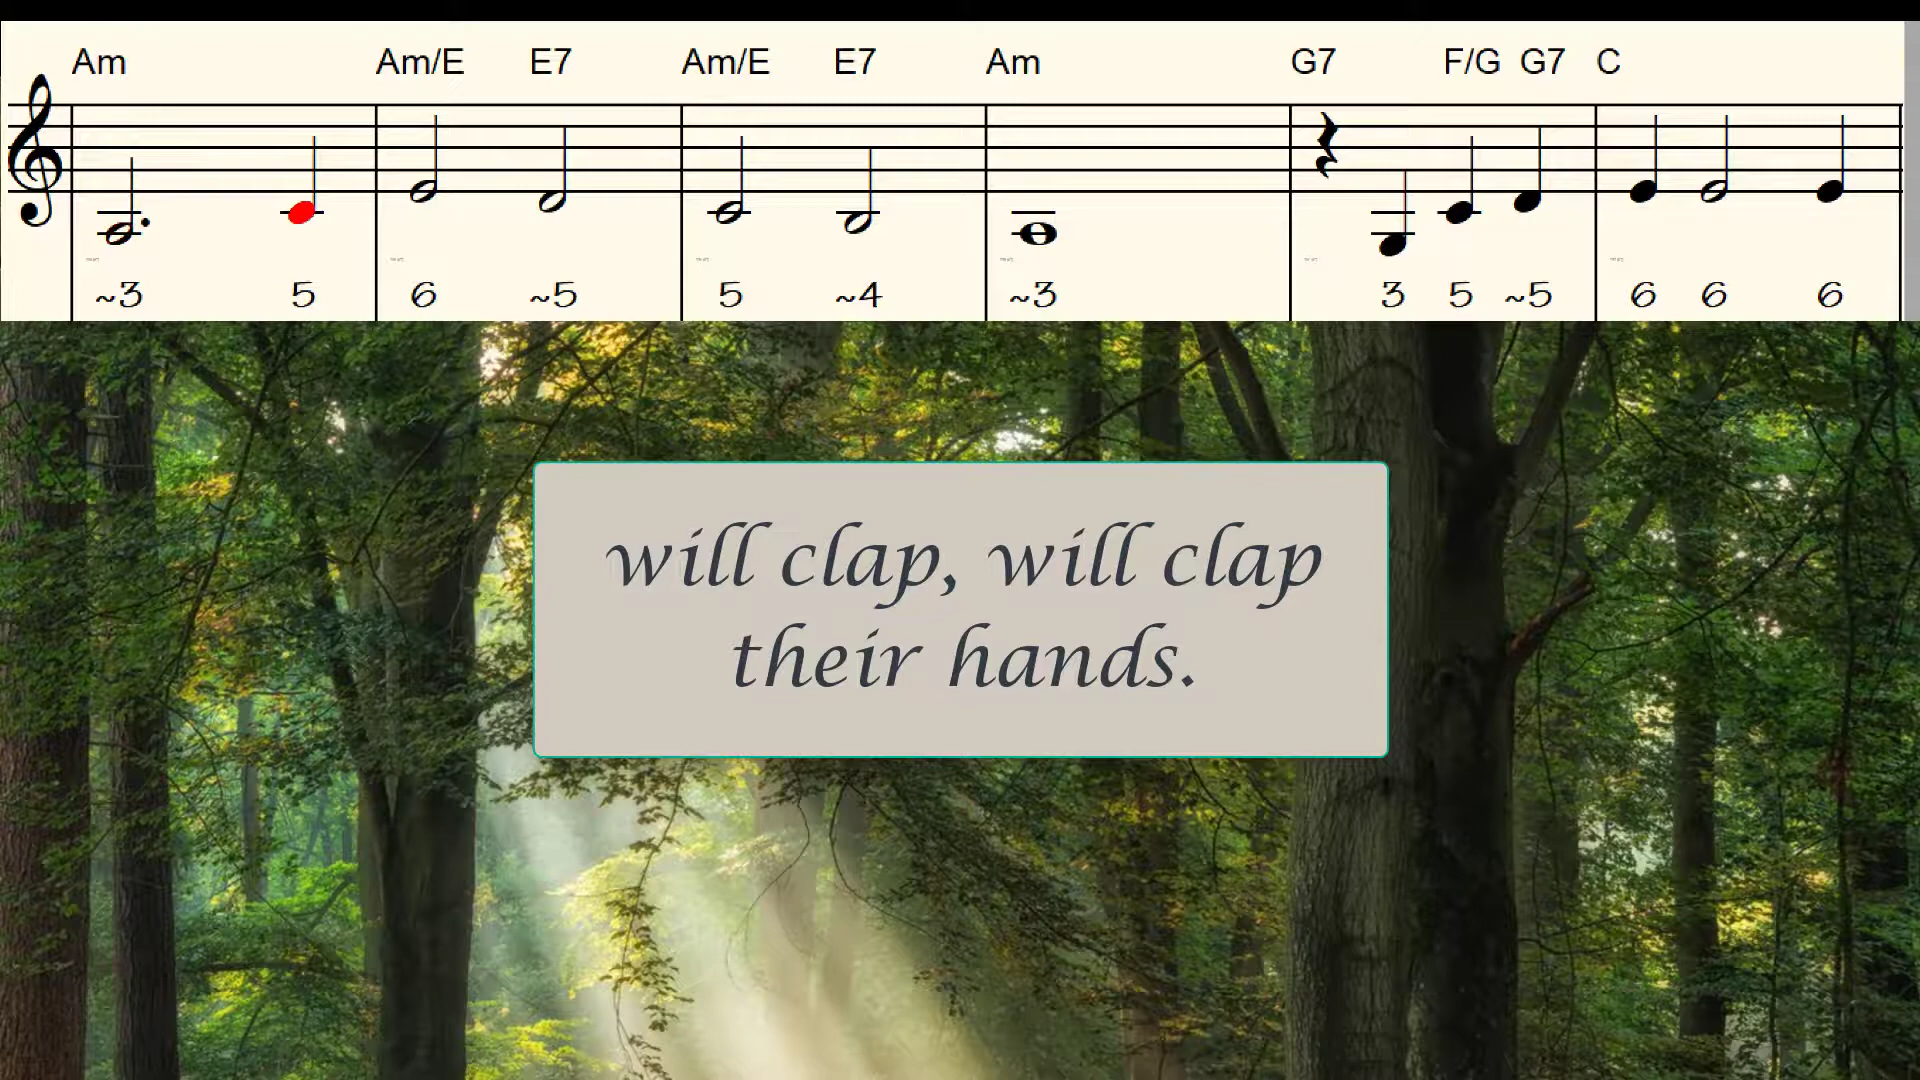 Am Am/E E7 Am/E E7 Am G7 F/G G7 C
~3 5 6 ~5 5 ~4 ~3 3 5 ~5 6 6 6
will clap, will clap
their hands.